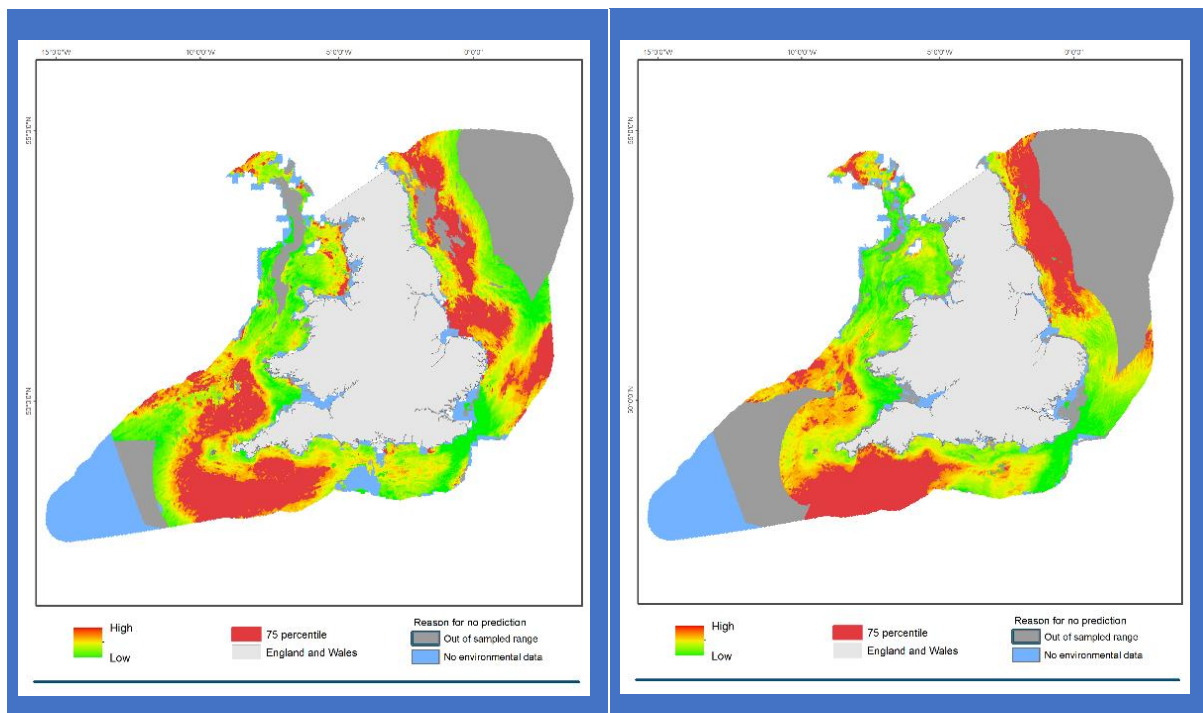 15°0'0"W 10°0'0"W 5°0'0"W 0°0'0"
High
Low
75 percentile
England and Wales
Reason for no prediction
Out of sampled range
No environmental data
15°0'0"W 10°0'0"W 5°0'0"W 0°0'0"
High
Low
75 percentile
England and Wales
Reason for no prediction
Out of sampled range
No environmental data